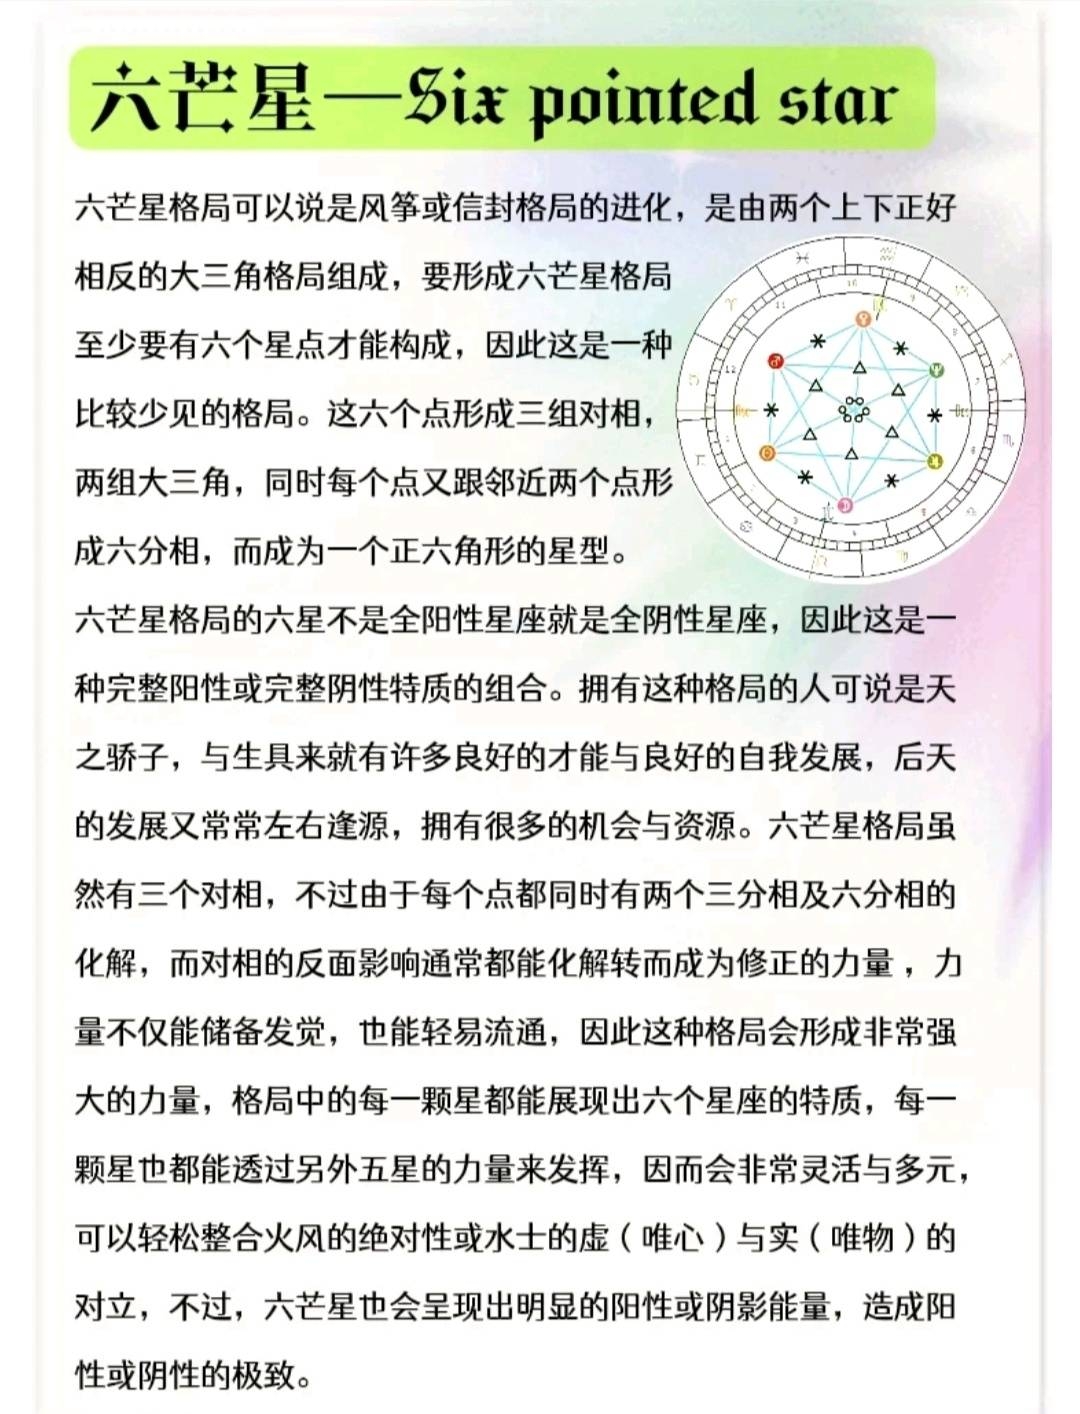 六芒星—Six pointed star
六芒星格局可以说是风筝或信封格局的进化，是由两个上下正好
相反的大三角格局组成，要形成六芒星格局
至少要有六个星点才能构成，因此这是一种
比较少见的格局。这六个点形成三组对相，
两组大三角，同时每个点又跟邻近两个点形
成六分相，而成为一个正六角形的星型。
六芒星格局的六星不是全阳性星座就是全阴性星座，因此这是一
种完整阳性或完整阴性特质的组合。拥有这种格局的人可说是天
之骄子，与生具来就有许多良好的才能与良好的自我发展，后天
的发展又常常左右逢源，拥有很多的机会与资源。六芒星格局虽
然有三个对相，不过由于每个点都同时有两个三分相及六分相的
化解，而对相的反面影响通常都能化解转而成为修正的力量，力
量不仅能储备发觉，也能轻易流通，因此这种格局会形成非常强
大的力量，格局中的每一颗星都能展现出六个星座的特质，每一
颗星也都能透过另外五星的力量来发挥，因而会非常灵活与多元，
可以轻松整合火风的绝对性或水士的虚（唯心）与实（唯物）的
对立，不过，六芒星也会呈现出明显的阳性或阴影能量，造成阳
性或阴性的极致。